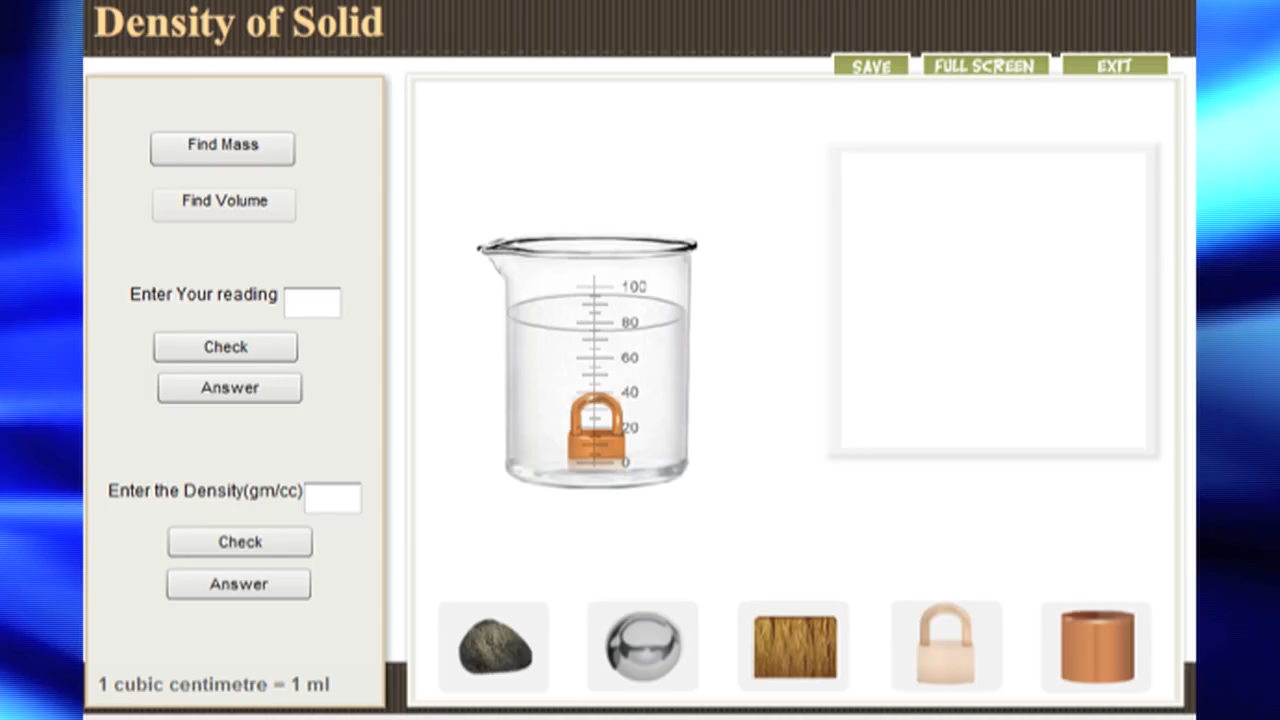 Density of Solid
SAVE
FULL SCREEN
EXIT
Find Mass
Find Volume
Enter Your reading
Check
Answer
Enter the Density(gm/cc)
Check
Answer
1 cubic centimetre = 1 ml
100
80
60
40
20
0